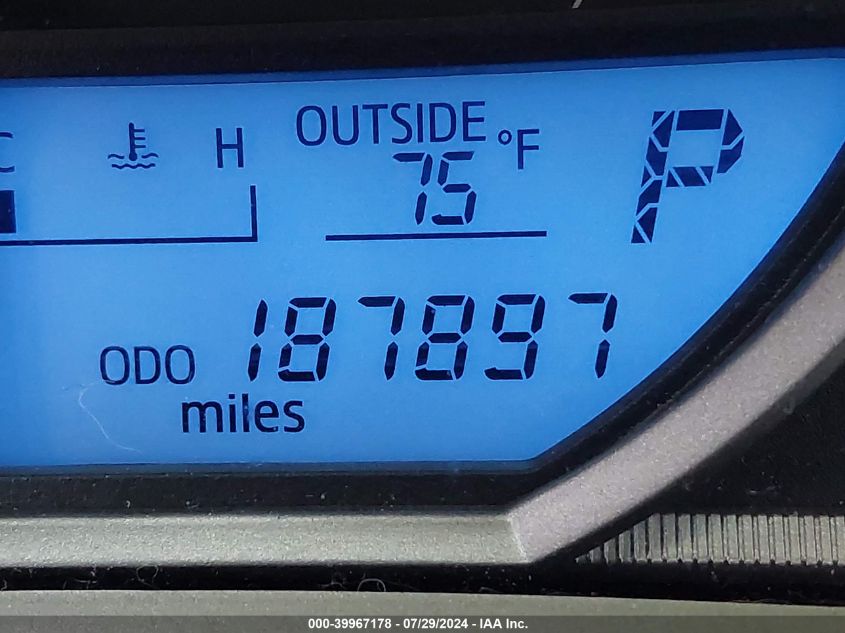 C H OUTSIDE °F
75
P
ODO 187897
miles
000-39967178 - 07/29/2024 - IAA Inc.